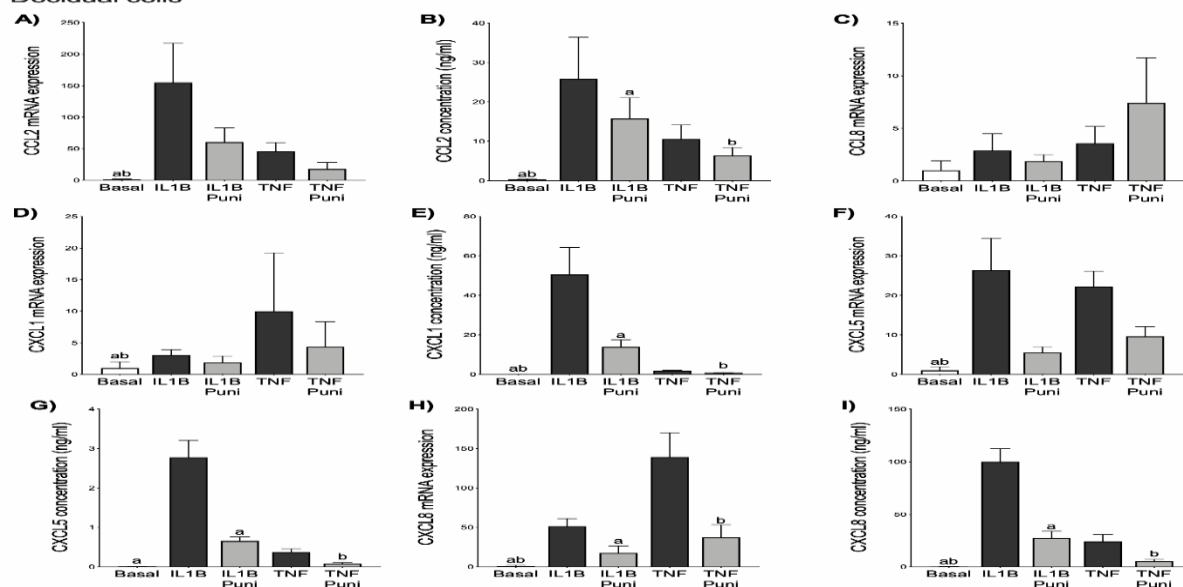 Decidual cells
A)
CCL2 mRNA expression
250
200
150
100
50
0
ab
Basal IL1B IL1B TNF TNF
Puni Puni
B)
CCL2 concentration (ng/ml)
40
30
20
10
0
ab
a
b
Basal IL1B IL1B TNF TNF
Puni Puni
C)
CCL8 mRNA expression
15
10
5
0
Basal IL1B IL1B TNF TNF
Puni Puni
D)
CXCL1 mRNA expression
25
20
15
10
5
0
ab
Basal IL1B IL1B TNF TNF
Puni Puni
E)
CXCL1 concentration (ng/ml)
80
60
40
20
0
ab
a
b
Basal IL1B IL1B TNF TNF
Puni Puni
F)
CXCL5 mRNA expression
40
30
20
10
0
ab
Basal IL1B IL1B TNF TNF
Puni Puni
G)
CXCL5 concentration (ng/ml)
4
3
2
1
0
a
a
b
Basal IL1B IL1B TNF TNF
Puni Puni
H)
CXCL8 mRNA expression
200
150
100
50
0
ab
a
b
Basal IL1B IL1B TNF TNF
Puni Puni
I)
CXCL8 concentration (ng/ml)
150
100
50
0
ab
a
b
Basal IL1B IL1B TNF TNF
Puni Puni